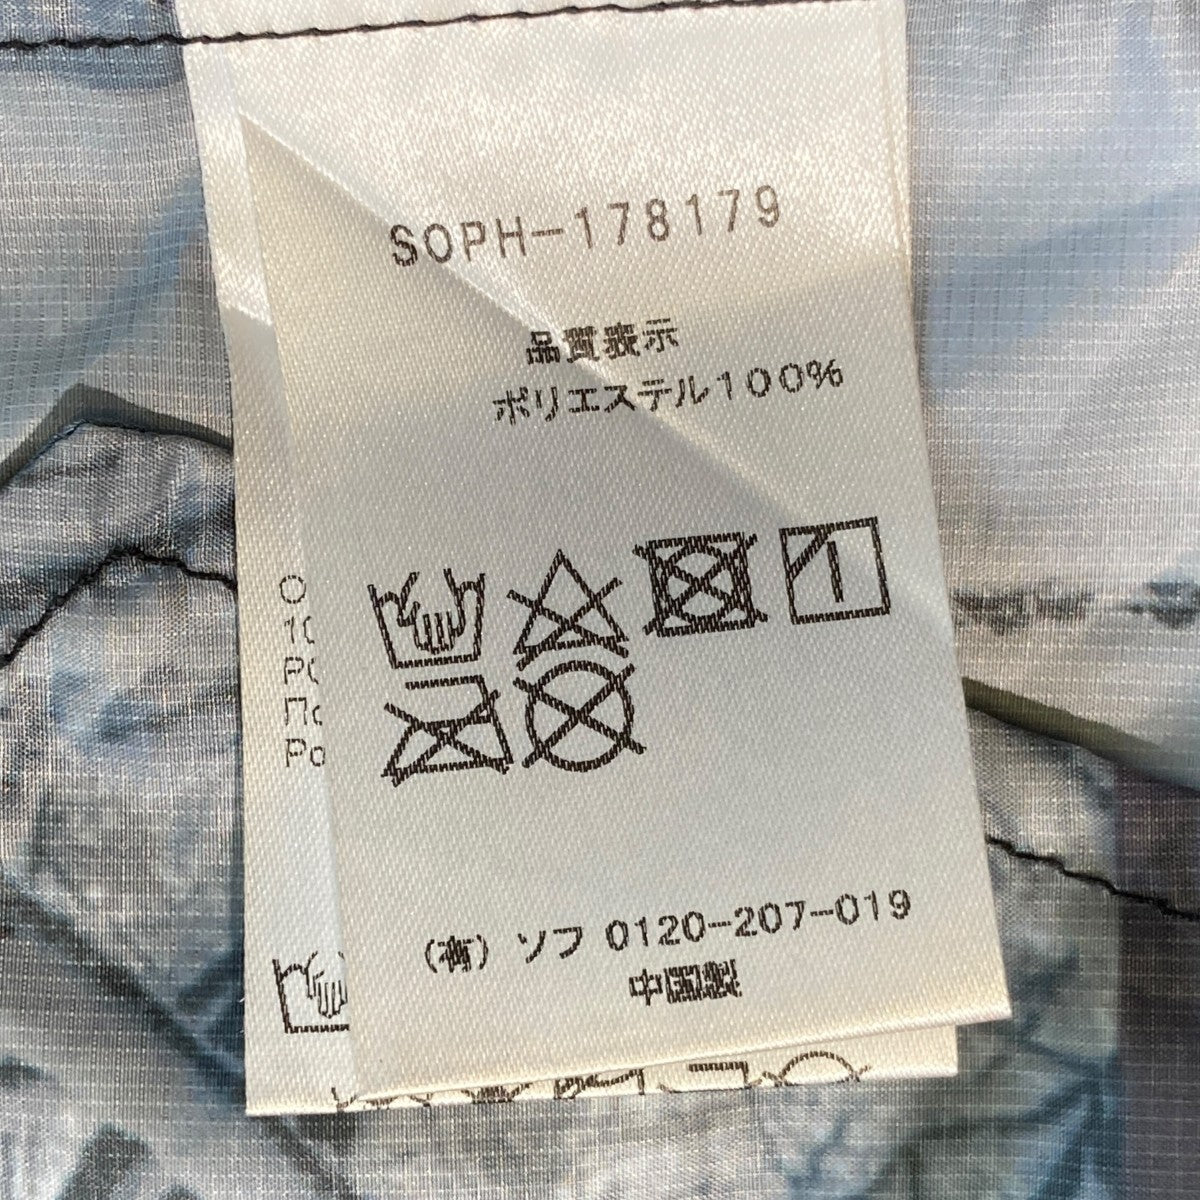 SOPH-178179
品質表示
ポリエステル100%
(有) ソフ 0120-207-019
中国製